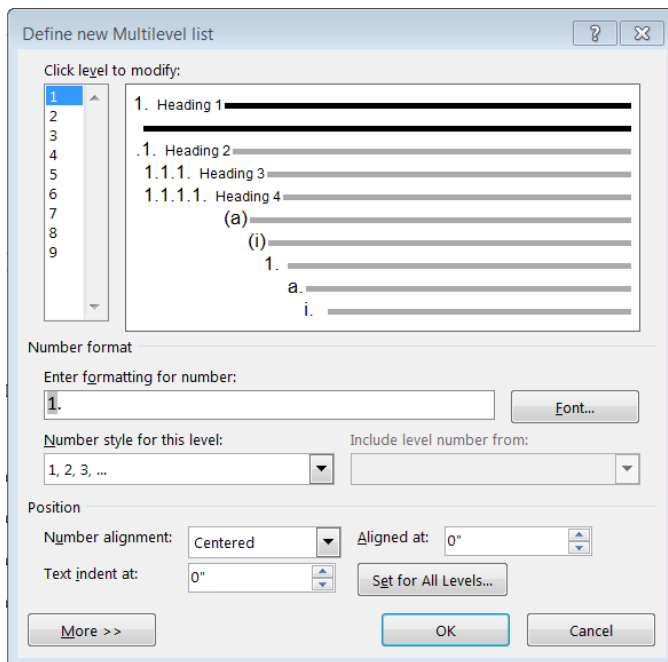 Define new Multilevel list
Click level to modify:
1
2
3
4
5
6
7
8
9
1. Heading 1
.1. Heading 2
1.1.1. Heading 3
1.1.1.1. Heading 4
(a)
(i)
1.
a.
i.
Number format
Enter formatting for number:
1.
Font...
Number style for this level:
Include level number from:
1, 2, 3, ...
Position
Number alignment:
Centered
Aligned at:
0"
Text indent at:
0"
Set for All Levels...
More >>
OK
Cancel